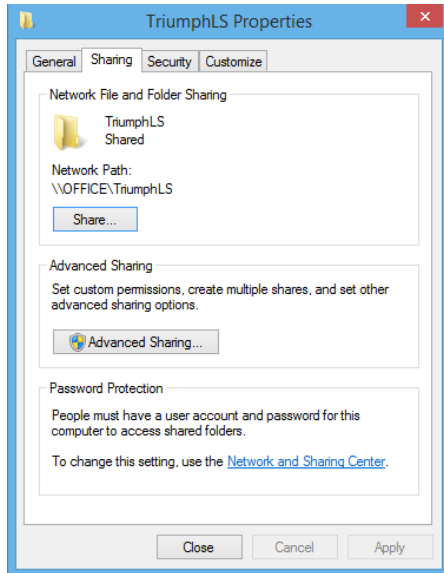 TriumphLS Properties
General Sharing Security Customize
Network File and Folder Sharing
TriumphLS
Shared
Network Path:
\\OFFICE\TriumphLS
Share...
Advanced Sharing
Set custom permissions, create multiple shares, and set other
advanced sharing options.
Advanced Sharing...
Password Protection
People must have a user account and password for this
computer to access shared folders.
To change this setting, use the Network and Sharing Center.
Close Cancel Apply